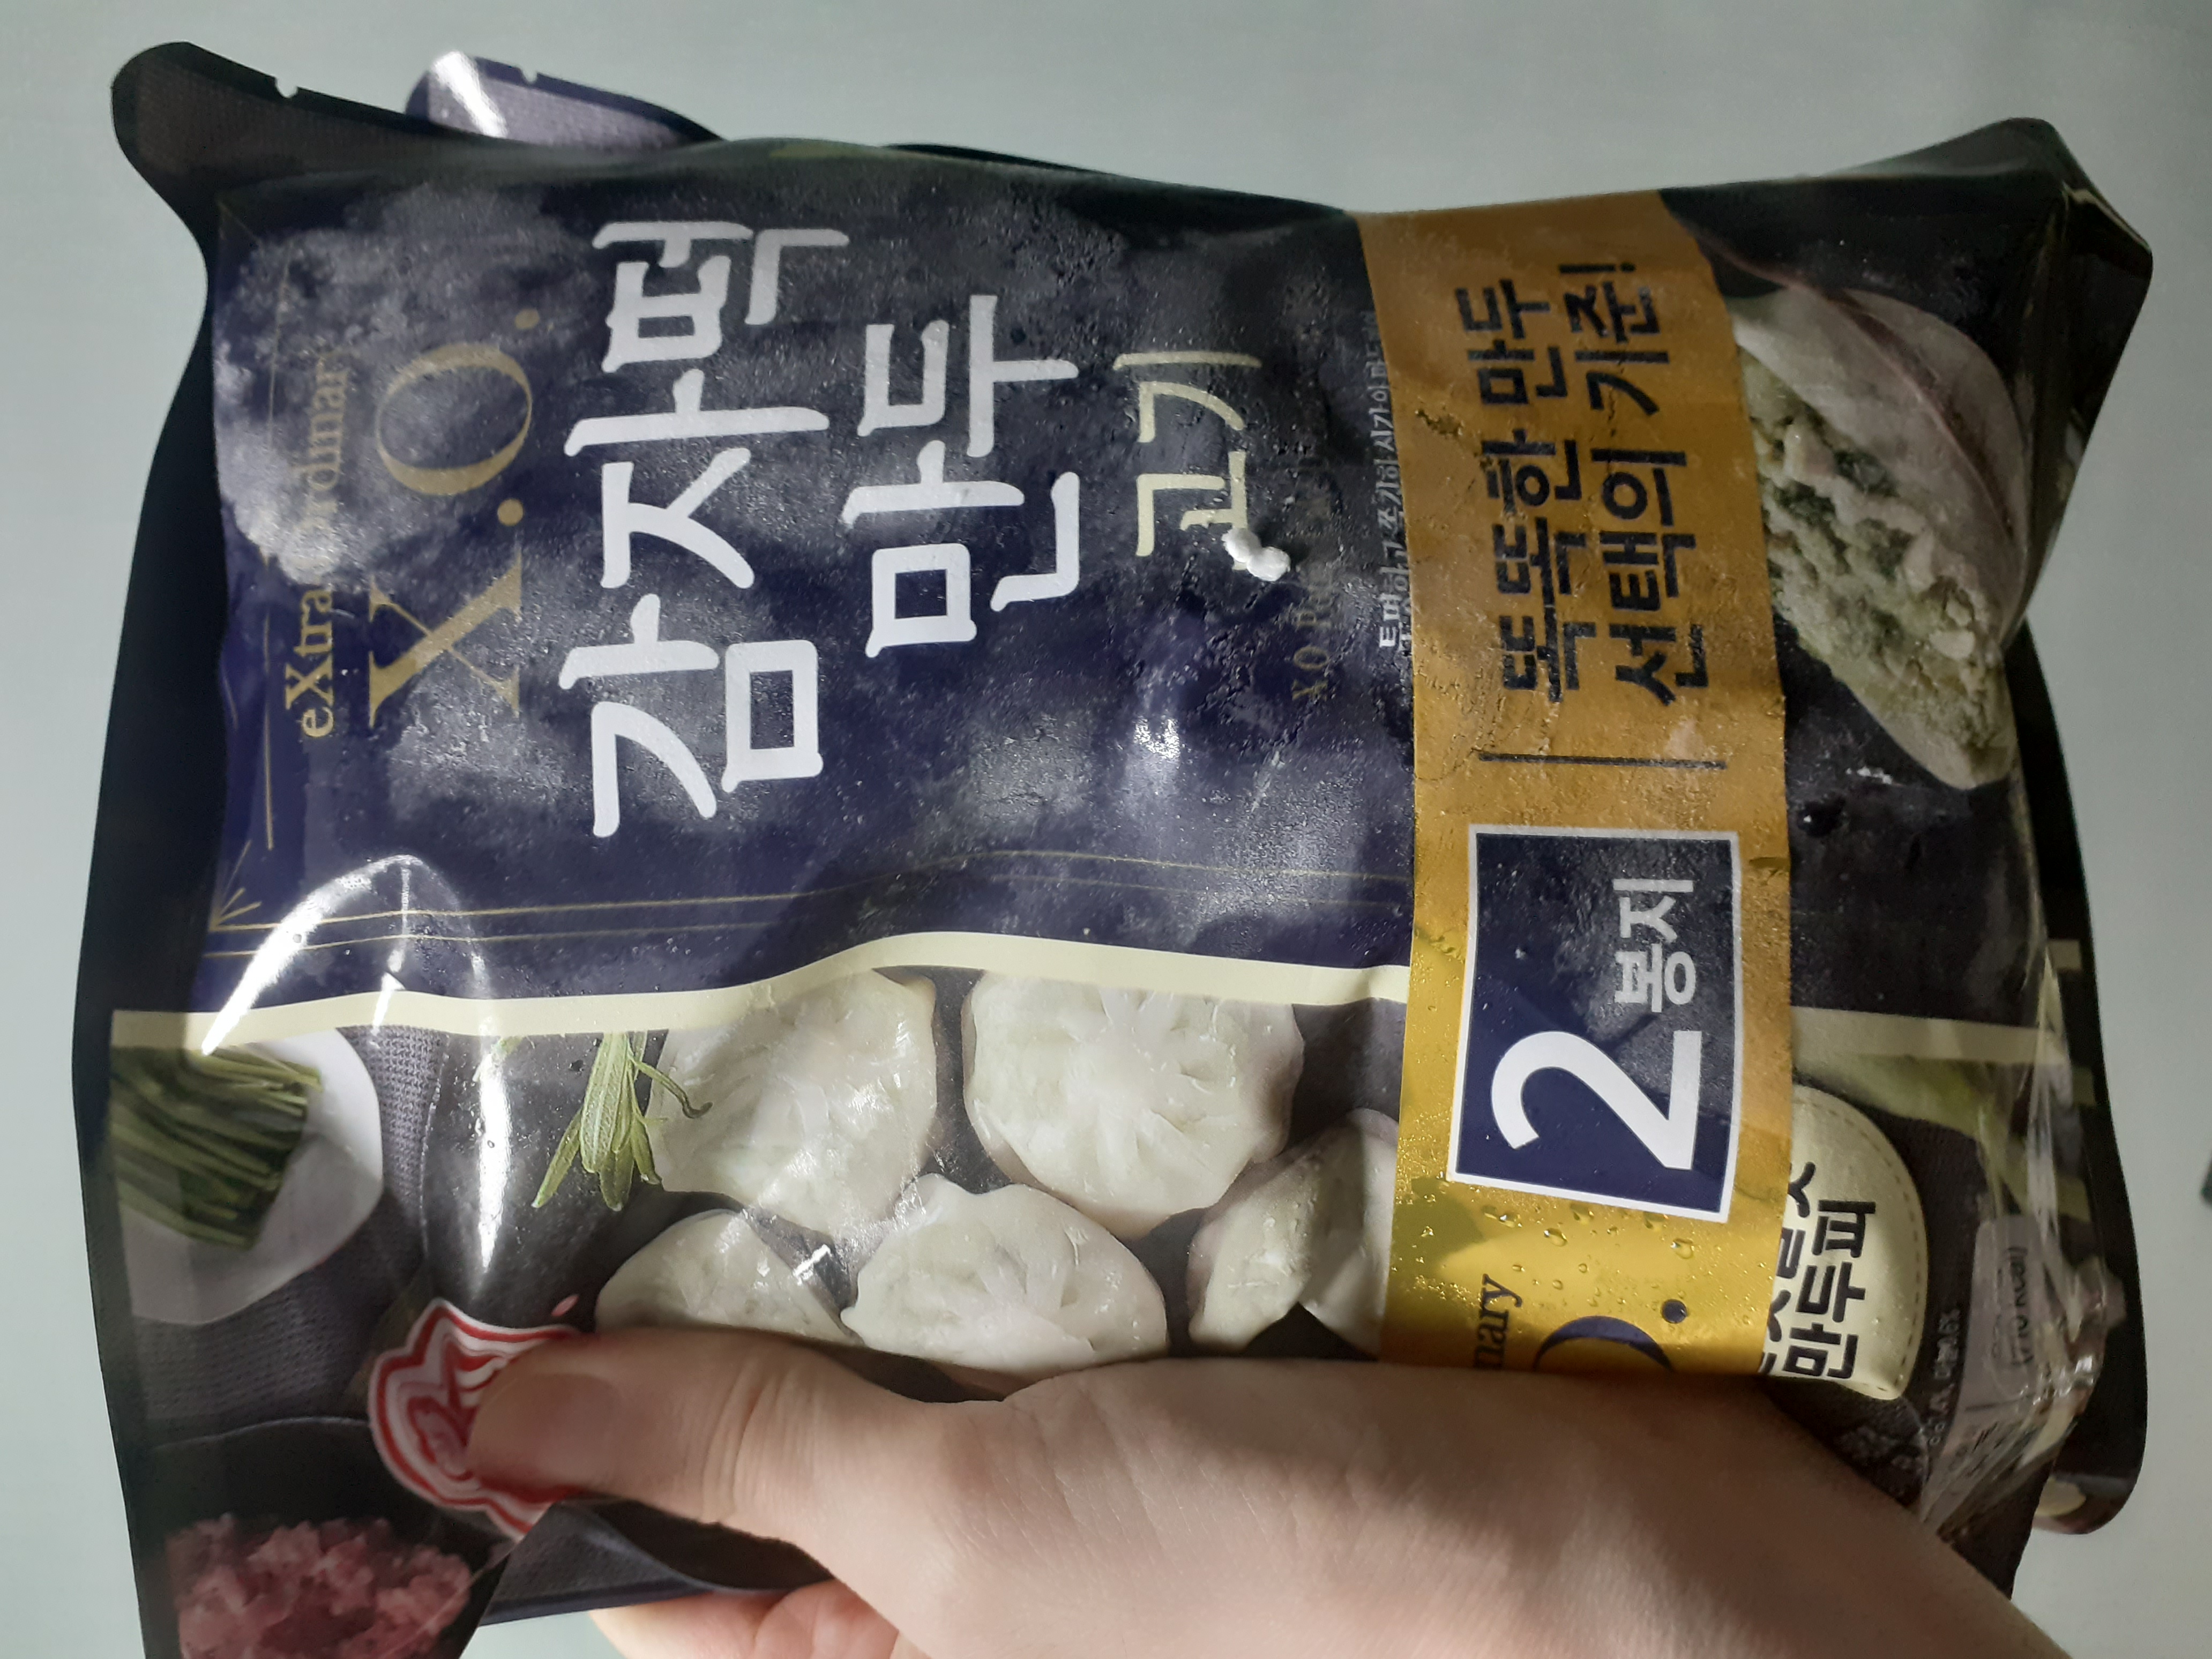 eXtraordinary
X.O.
감자떡
만두
고기
똑똑한 만두
선택의 기준!
2 봉지
만두피